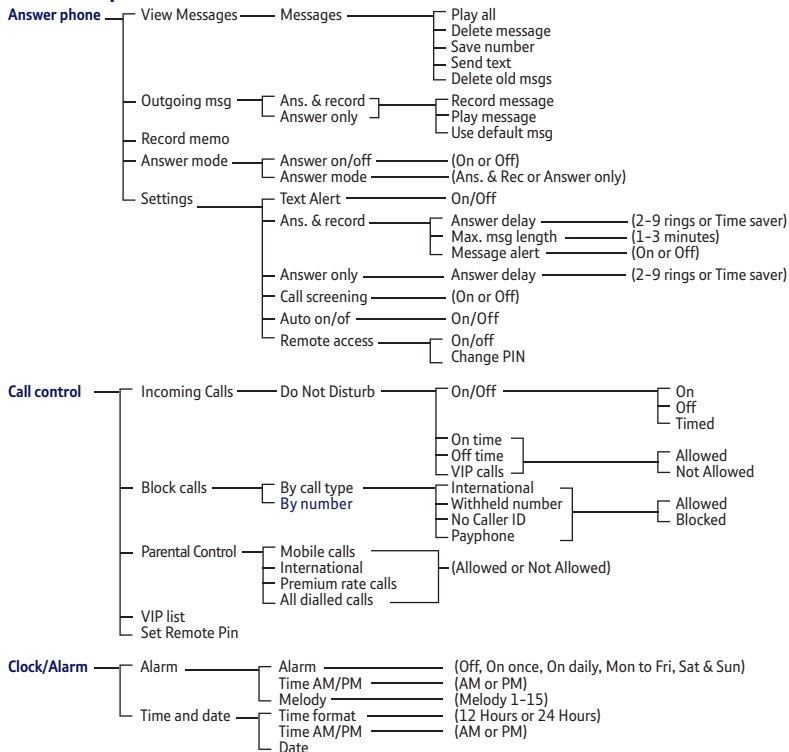 Answer phone View Messages Messages Play all
Delete message
Save number
Send text
Delete old msgs
Outgoing msg Ans. & record Record message
Answer only Play message
Use default msg
Record memo
Answer mode Answer on/off (On or Off)
Answer mode (Ans. & Rec or Answer only)
Settings Text Alert On/Off
Ans. & record Answer delay (2-9 rings or Time saver)
Max. msg length (1-3 minutes)
Message alert (On or Off)
Answer only Answer delay (2-9 rings or Time saver)
Call screening (On or Off)
Auto on/of On/Off
Remote access On/off
Change PIN
Call control Incoming Calls Do Not Disturb On/Off On
Off
Timed
On time
Off time Allowed
VIP calls Not Allowed
Block calls By call type International
By number Withheld number Allowed
No Caller ID Blocked
Payphone
Parental Control Mobile calls
International (Allowed or Not Allowed)
Premium rate calls
All dialled calls
VIP list
Set Remote Pin
Clock/Alarm Alarm Alarm (Off, On once, On daily, Mon to Fri, Sat & Sun)
Time AM/PM (AM or PM)
Melody (Melody 1-15)
Time and date Time format (12 Hours or 24 Hours)
Time AM/PM (AM or PM)
Date